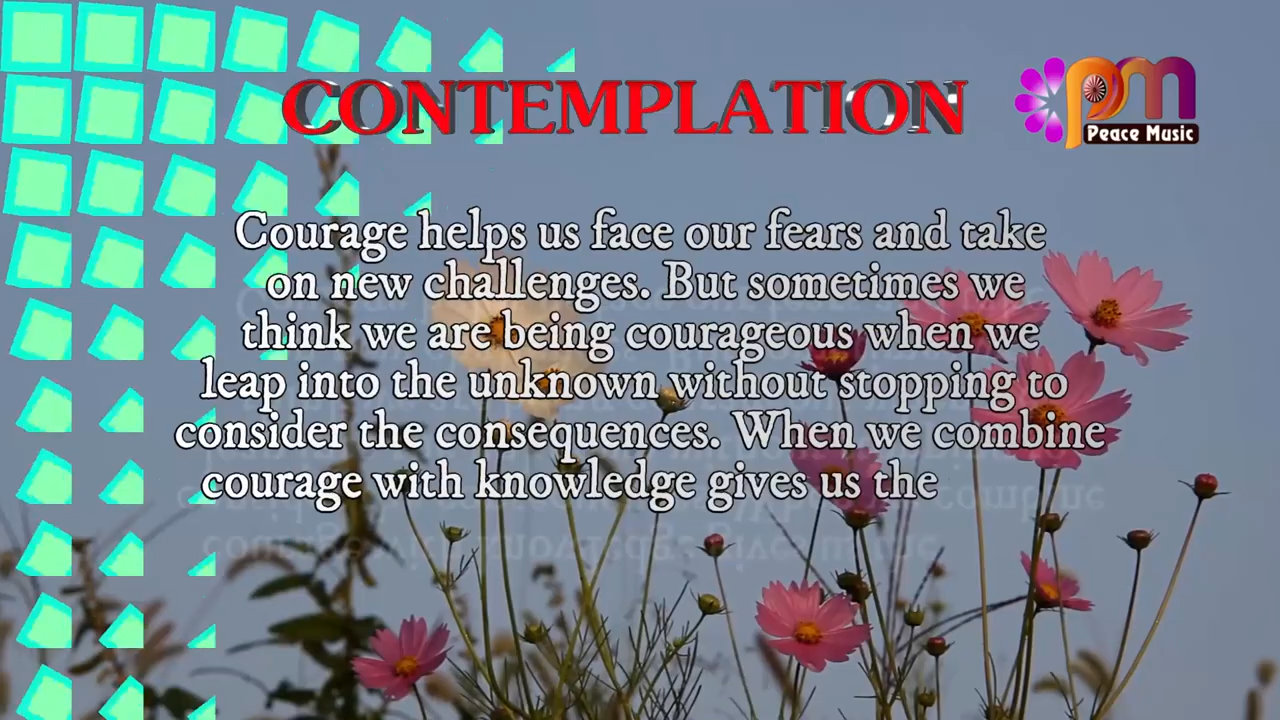 CONTEMPLATION
pm
Peace Music
Courage helps us face our fears and take
on new challenges. But sometimes we
think we are being courageous when we
leap into the unknown without stopping to
consider the consequences. When we combine
courage with knowledge gives us the